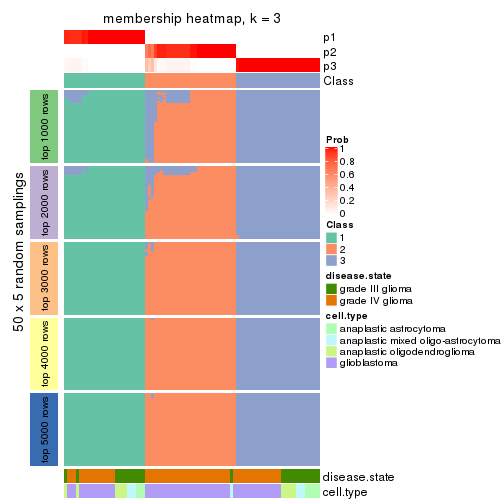 membership heatmap, k = 3
p1
p2
p3
Class
50 x 5 random samplings
top 1000 rows
top 2000 rows
top 3000 rows
top 4000 rows
top 5000 rows
disease.state
cell.type
Prob
1
0.8
0.6
0.4
0.2
0
Class
1
2
3
disease.state
grade III glioma
grade IV glioma
cell.type
anaplastic astrocytoma
anaplastic mixed oligo-astrocytoma
anaplastic oligodendroglioma
glioblastoma